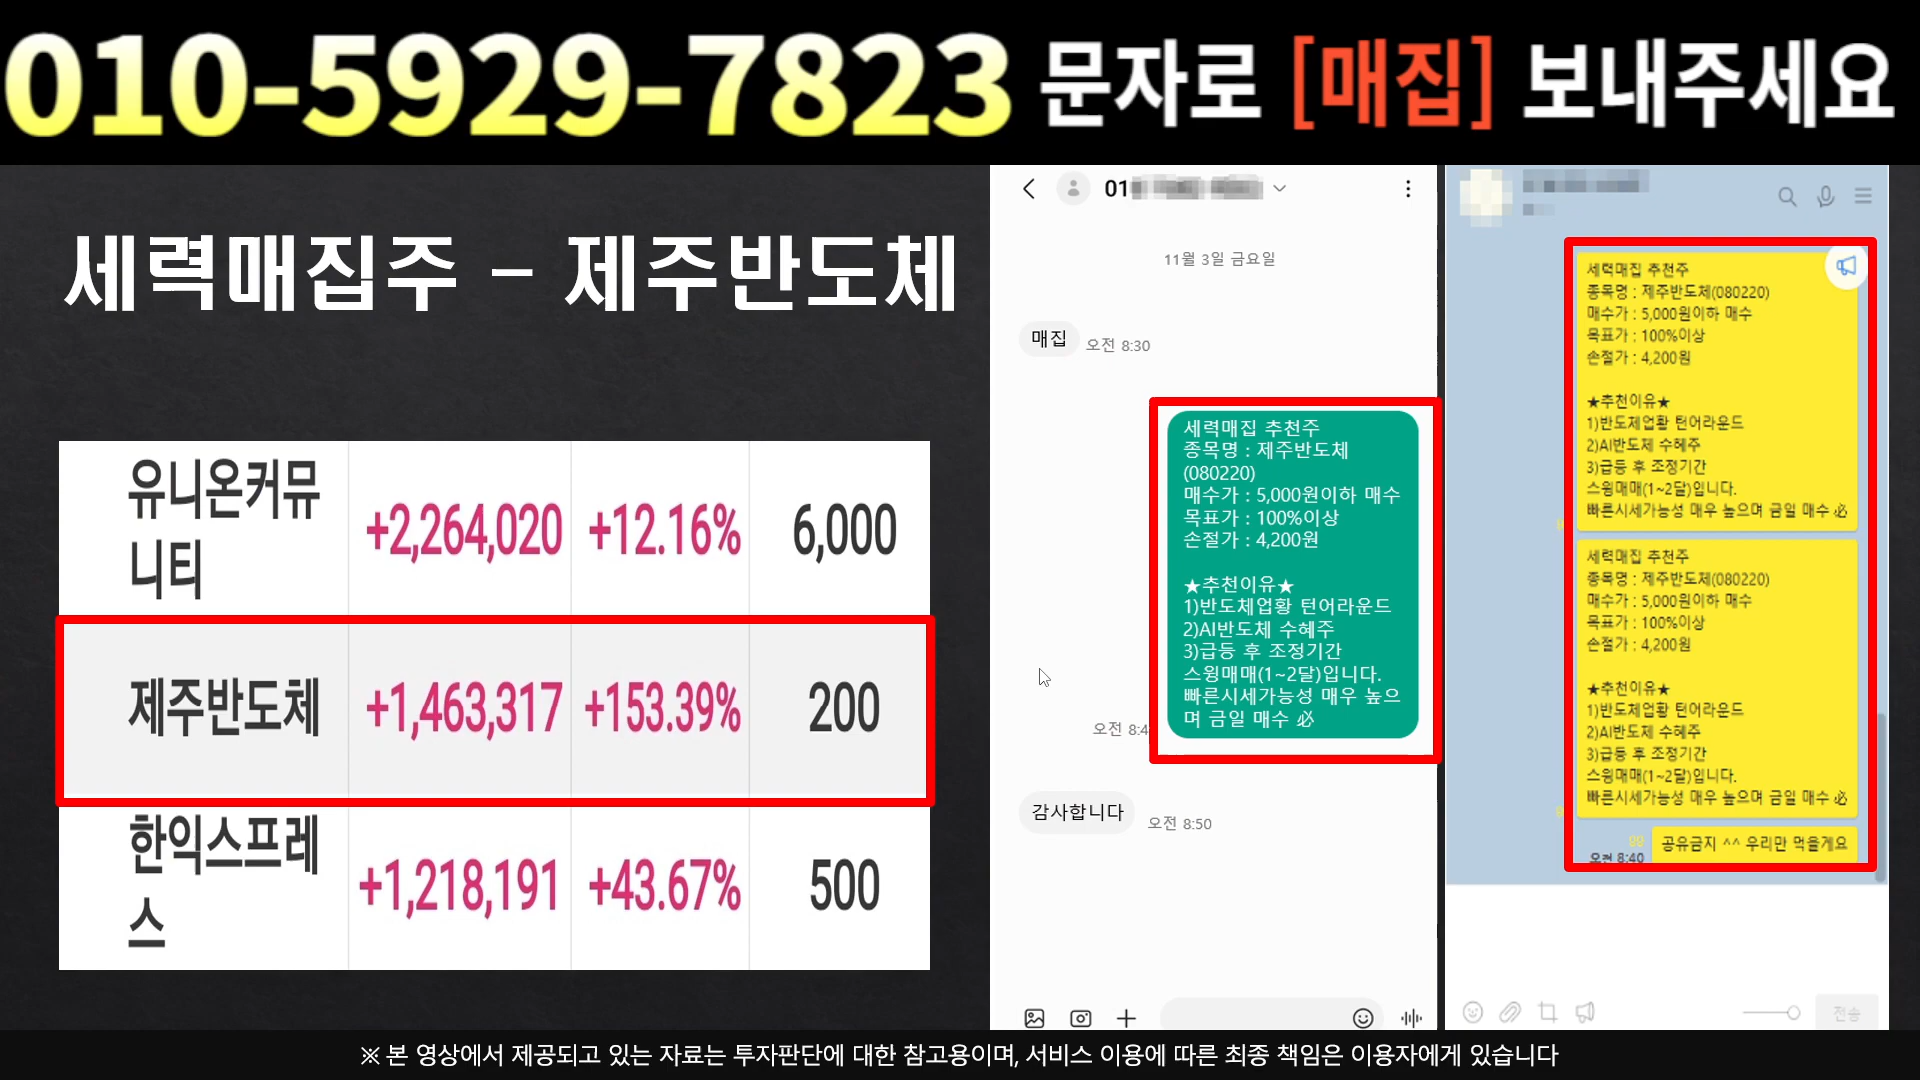 010-5929-7823 문자로 [매집] 보내주세요
세력매집주 - 제주반도체
유니온커뮤
니티
+2,264,020
+12.16%
6,000
제주반도체
+1,463,317
+153.39%
200
한익스프레
스
+1,218,191
+43.67%
500
01
11월 3일 금요일
매집
오전 8:30
세력매집 추천주
종목명 : 제주반도체
(080220)
매수가 : 5,000원이하 매수
목표가 : 100%이상
손절가 : 4,200원
★추천이유★
1)반도체업황 턴어라운드
2)AI반도체 수혜주
3)급등 후 조정기간
스윙매매(1~2달)입니다.
빠른시세가능성 매우 높으
며 금일 매수 必
오전 8:4
감사합니다
오전 8:50
세력매집 추천주
종목명 : 제주반도체(080220)
매수가 : 5,000원이하 매수
목표가 : 100%이상
손절가 : 4,200원
★추천이유★
1)반도체업황 턴어라운드
2)AI반도체 수혜주
3)급등 후 조정기간
스윙매매(1~2달)입니다.
빠른시세가능성 매우 높으며 금일 매수 必
세력매집 추천주
종목명 : 제주반도체(080220)
매수가 : 5,000원이하 매수
목표가 : 100%이상
손절가 : 4,200원
★추천이유★
1)반도체업황 턴어라운드
2)AI반도체 수혜주
3)급등 후 조정기간
스윙매매(1~2달)입니다.
빠른시세가능성 매우 높으며 금일 매수 必
공유금지 ^^ 우리만 먹을게요
오전 8:40
전송
※ 본 영상에서 제공되고 있는 자료는 투자판단에 대한 참고용이며, 서비스 이용에 따른 최종 책임은 이용자에게 있습니다